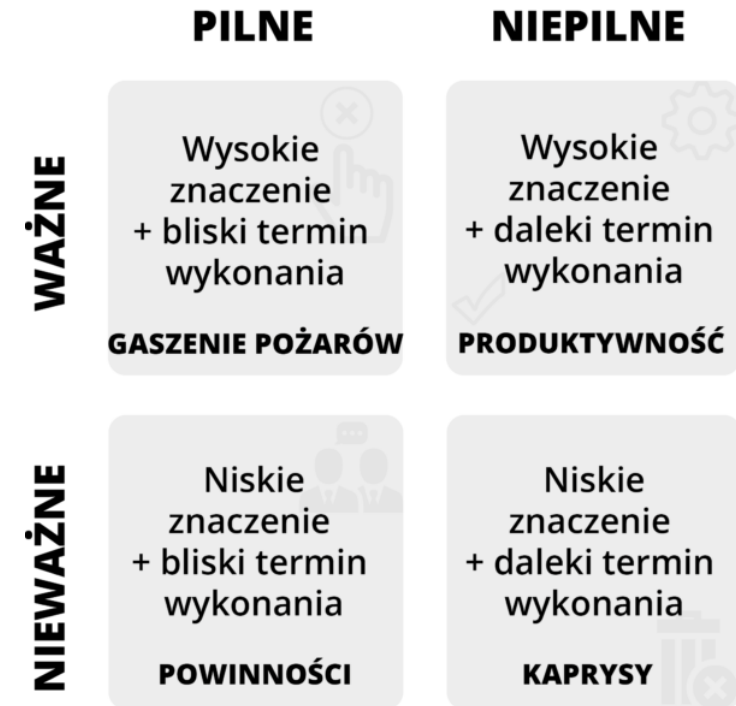 PILNE
NIEPILNE
WAŻNE
Wysokie
znaczenie
+ bliski termin
wykonania
GASZENIE POŻARÓW
Wysokie
znaczenie
+ daleki termin
wykonania
PRODUKTYWNOŚĆ
NIEWAŻNE
Niskie
znaczenie
+ bliski termin
wykonania
POWINNOŚCI
Niskie
znaczenie
+ daleki termin
wykonania
KAPRYSY